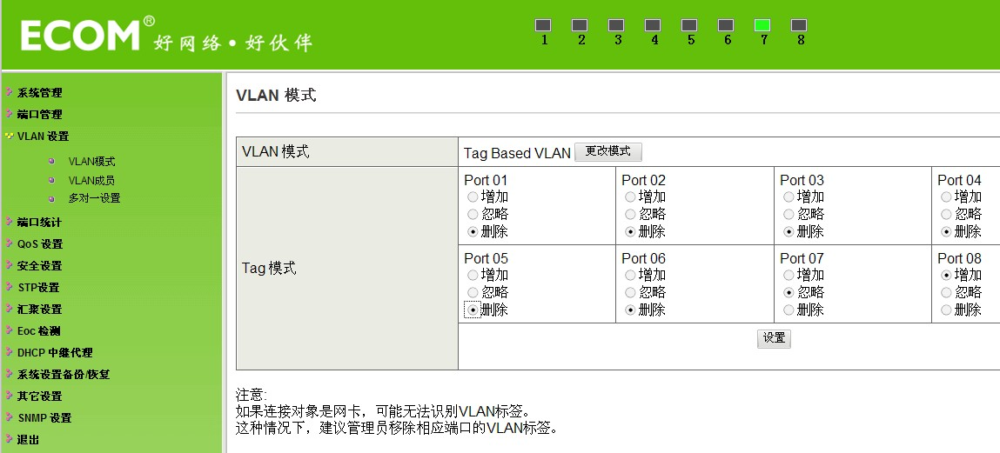 ECOM® 好网络·好伙伴
1 2 3 4 5 6 7 8
系统管理
端口管理
VLAN 设置
VLAN模式
VLAN成员
多对一设置
端口统计
QoS 设置
安全设置
STP设置
汇聚设置
Eoc 检测
DHCP 中继代理
系统设置备份/恢复
其它设置
SNMP 设置
退出
VLAN 模式
VLAN 模式 Tag Based VLAN 更改模式
Tag 模式
Port 01 Port 02 Port 03 Port 04
增加 增加 增加 增加
忽略 忽略 忽略 忽略
删除 删除 删除 删除
Port 05 Port 06 Port 07 Port 08
增加 增加 增加 增加
忽略 忽略 忽略 忽略
删除 删除 删除 删除
设置
注意:
如果连接对象是网卡，可能无法识别VLAN标签。
这种情况下，建议管理员移除相应端口的VLAN标签。